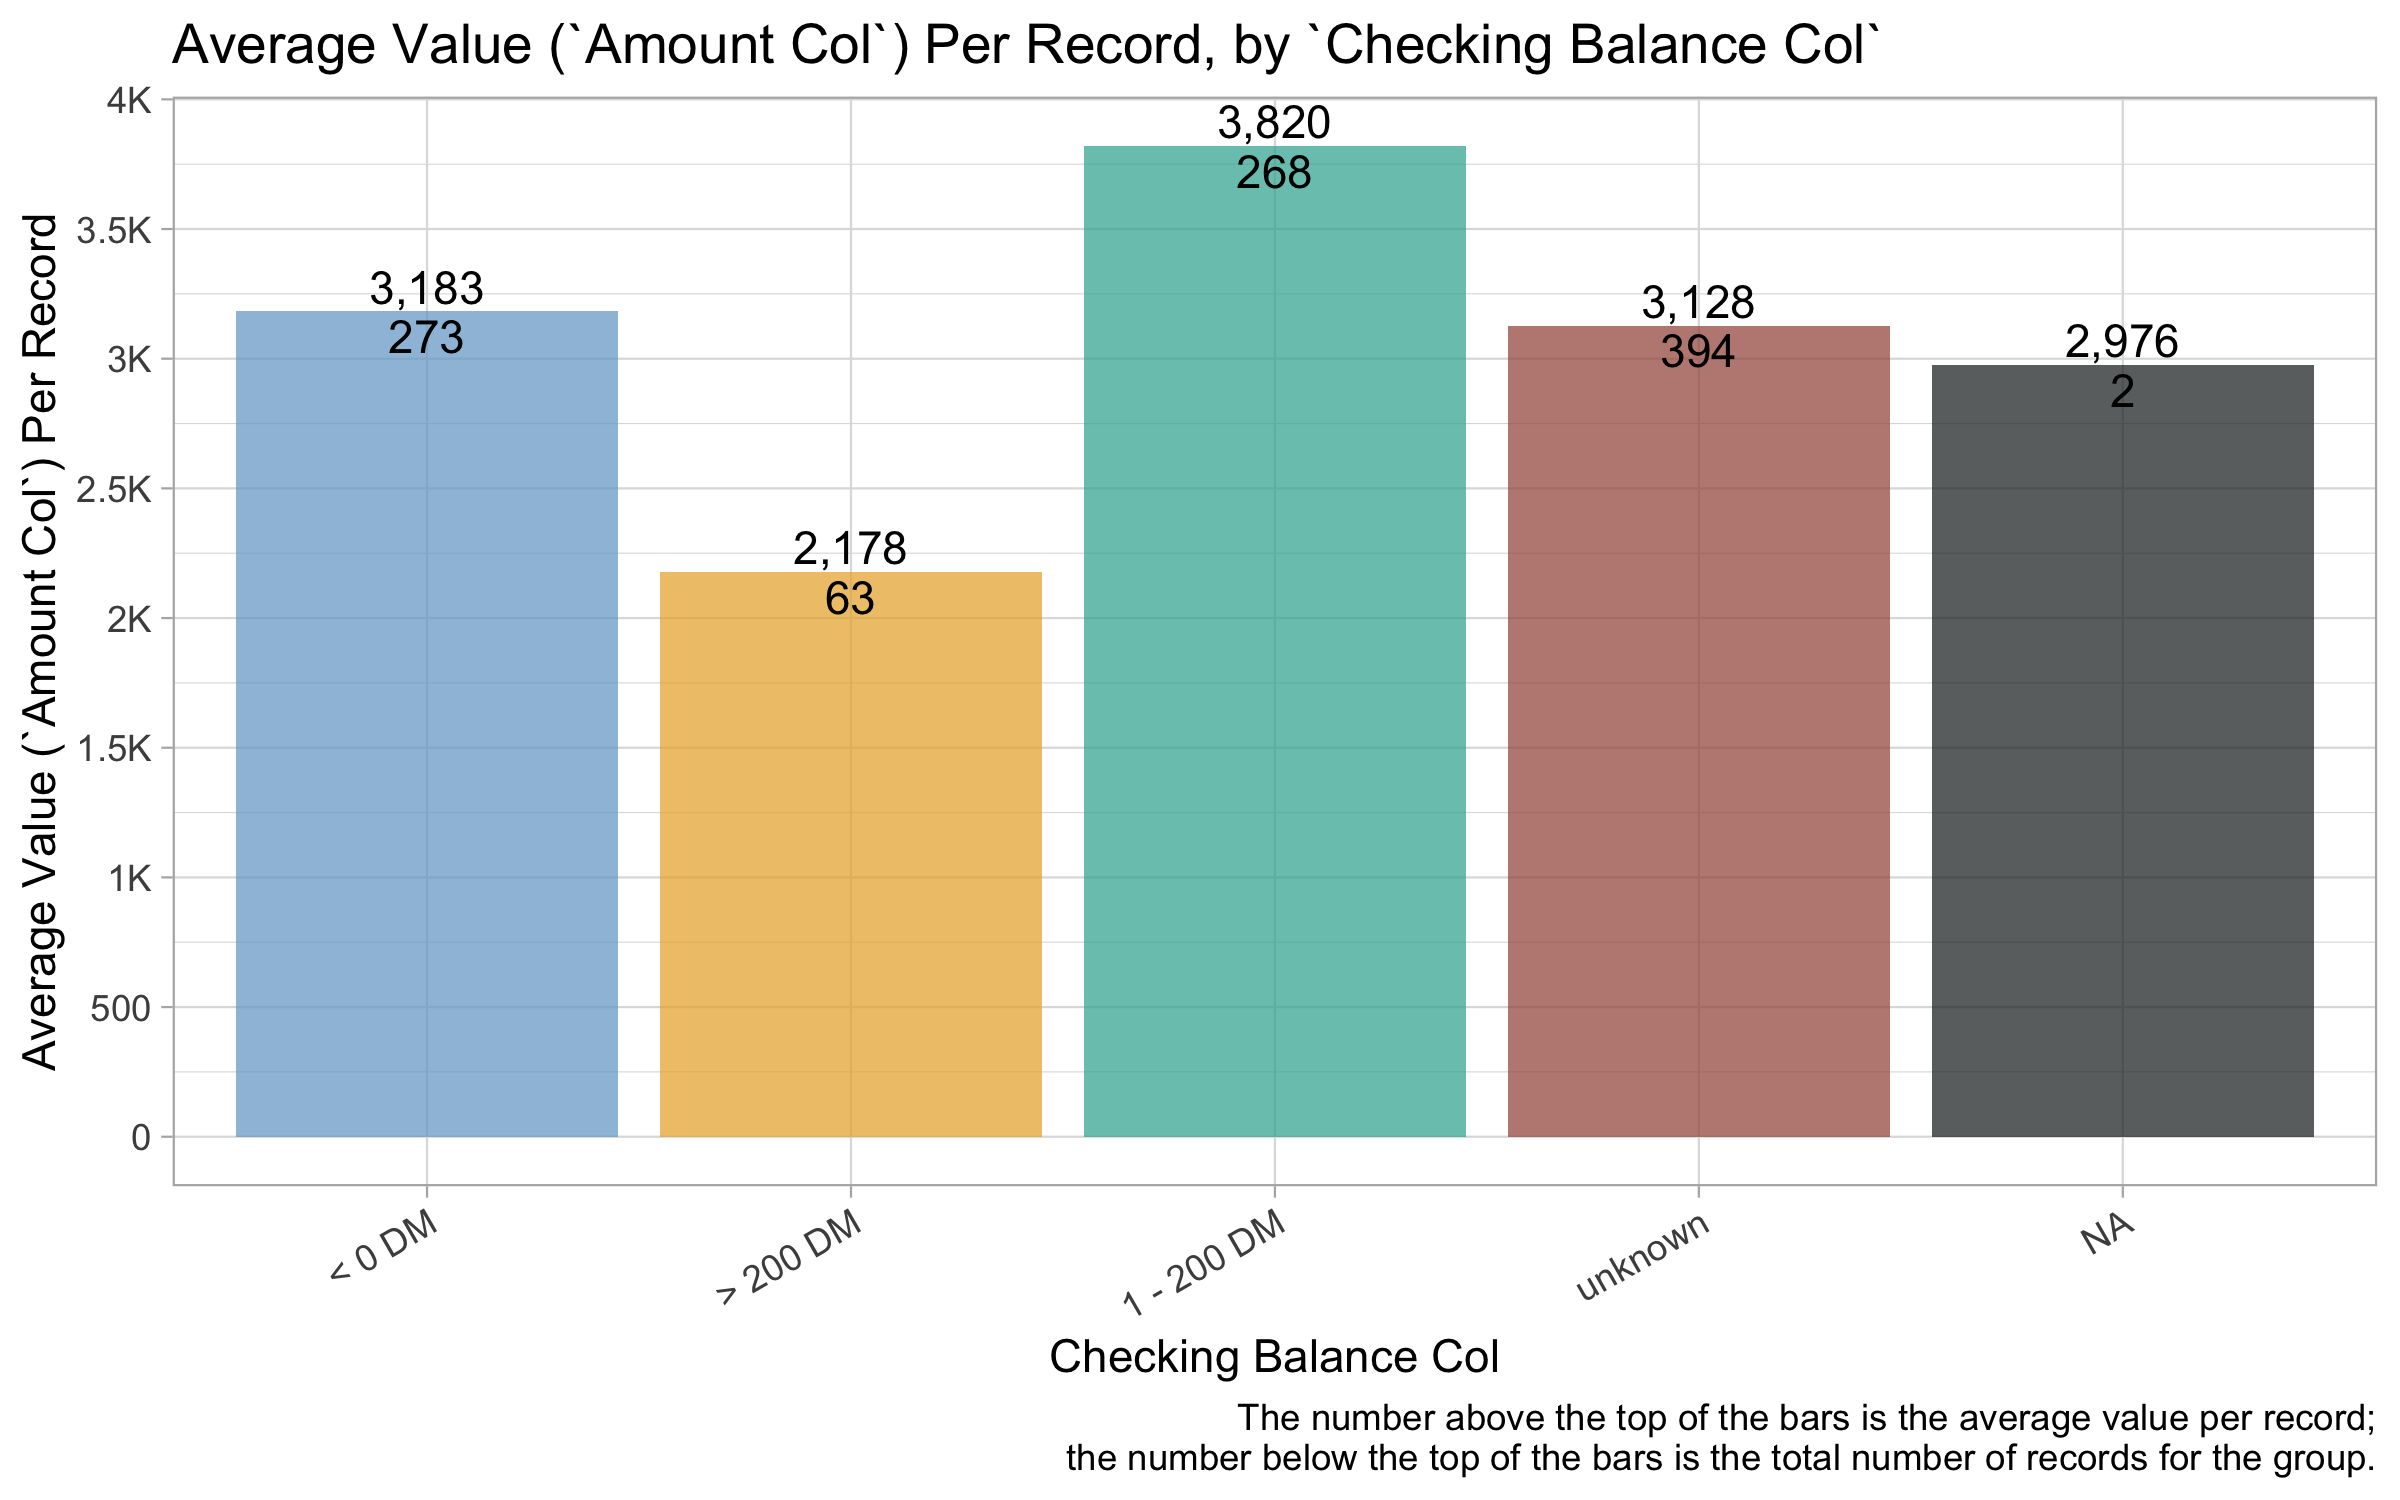 Average Value (`Amount Col`) Per Record, by `Checking Balance Col`
Average Value (`Amount Col`) Per Record
4K
3.5K
3K
2.5K
2K
1.5K
1K
500
0
3,183
273
2,178
63
3,820
268
3,128
394
2,976
2
< 0 DM
> 200 DM
1 - 200 DM
unknown
NA
Checking Balance Col
The number above the top of the bars is the average value per record;
the number below the top of the bars is the total number of records for the group.